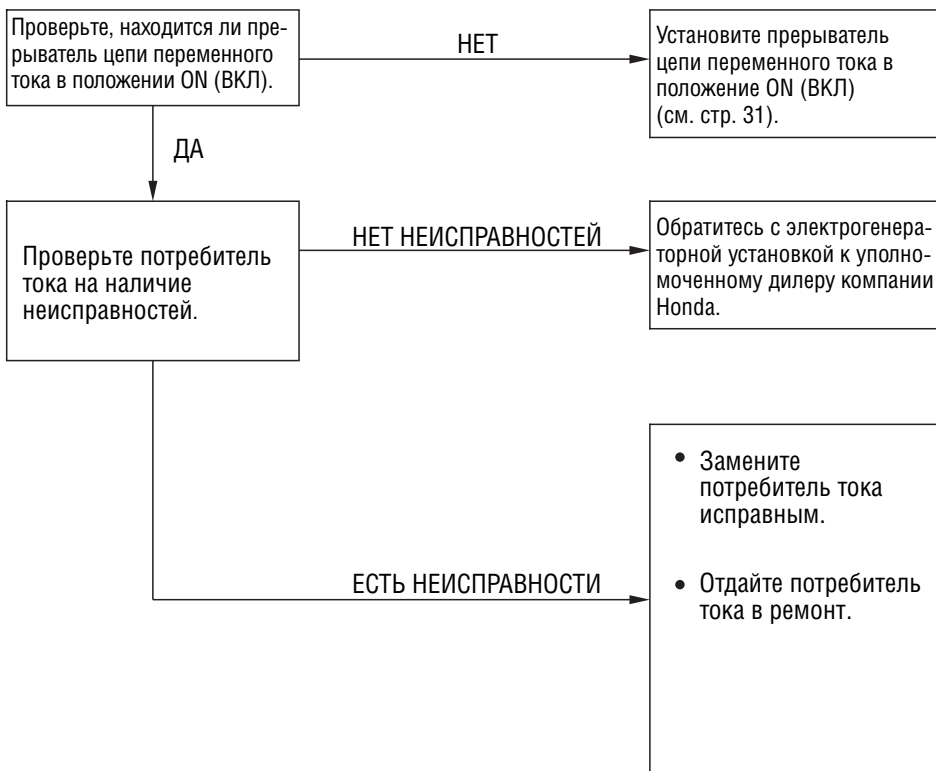 Проверьте, находится ли пре-
рыватель цепи переменного
тока в положении ON (ВКЛ).
НЕТ
Установите прерыватель
цепи переменного тока в
положение ON (ВКЛ)
(см. стр. 31).
ДА
Проверьте потребитель
тока на наличие
неисправностей.
НЕТ НЕИСПРАВНОСТЕЙ
Обратитесь с электрогенера-
торной установкой к уполно-
моченному дилеру компании
Honda.
ЕСТЬ НЕИСПРАВНОСТИ
• Замените
потребитель тока
исправным.
• Отдайте потребитель
тока в ремонт.